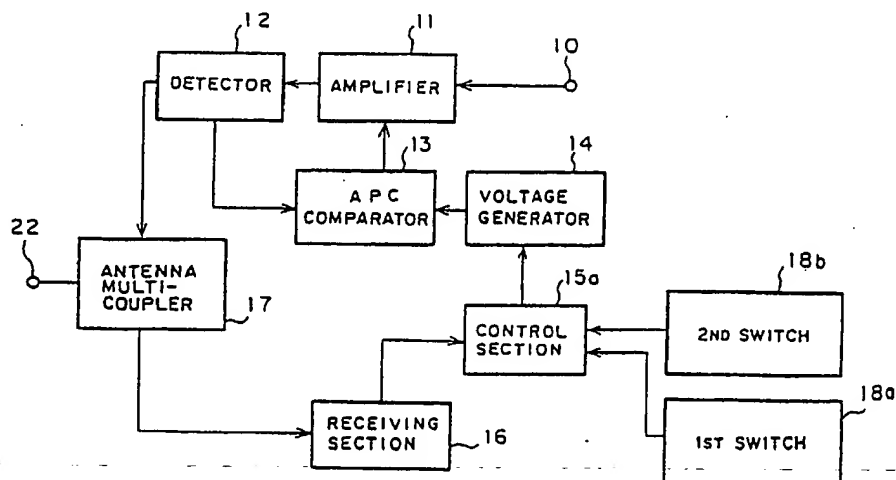 12
11
10
DETECTOR
AMPLIFIER
13
14
A P C
COMPARATOR
VOLTAGE
GENERATOR
22
ANTENNA
MULTI-
COUPLER
17
15a
18b
CONTROL
SECTION
2ND SWITCH
18a
RECEIVING
SECTION
16
1ST SWITCH